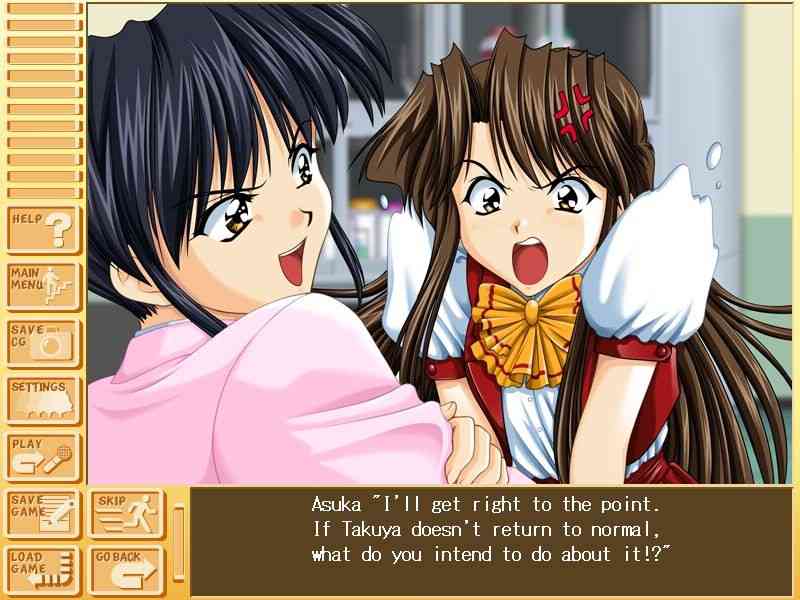 HELP
MAIN
MENU
SAVE
CG
SETTINGS
PLAY
SAVE
GAME
SKIP
LOAD
GAME
GO BACK
Asuka "I'll get right to the point.
If Takuya doesn't return to normal,
what do you intend to do about it!?"